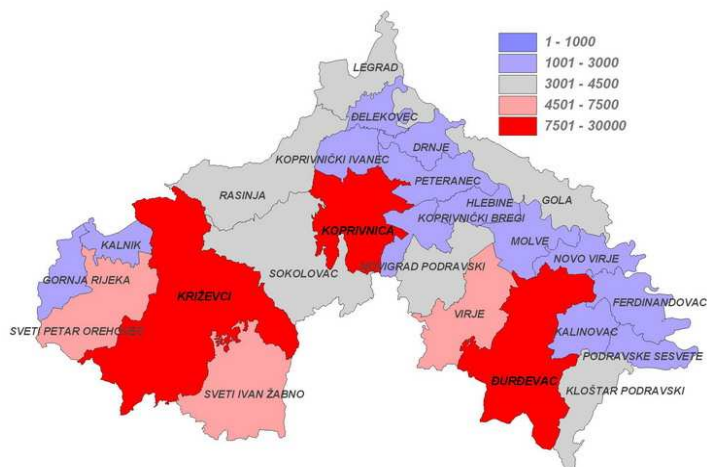 1 - 1000
1001 - 3000
3001 - 4500
4501 - 7500
7501 - 30000
LEGRAD
ĐELEKOVEC
DRNJE
KOPRIVNIČKI IVANEC
PETERANEC
RASINJA
HLEBINE
GOLA
KOPRIVNIČKI BREGI
KOPRIVNICA
MOLVE
KALNIK
NOVO VIRJE
NOVIGRAD PODRAVSKI
SOKOLOVAC
GORNJA RIJEKA
KRIŽEVCI
FERDINANDOVAC
VIRJE
SVETI PETAR OREHOVEC
KALINOVAC
PODRAVSKE SESVETE
ĐURĐEVAC
KLOŠTAR PODRAVSKI
SVETI IVAN ŽABNO